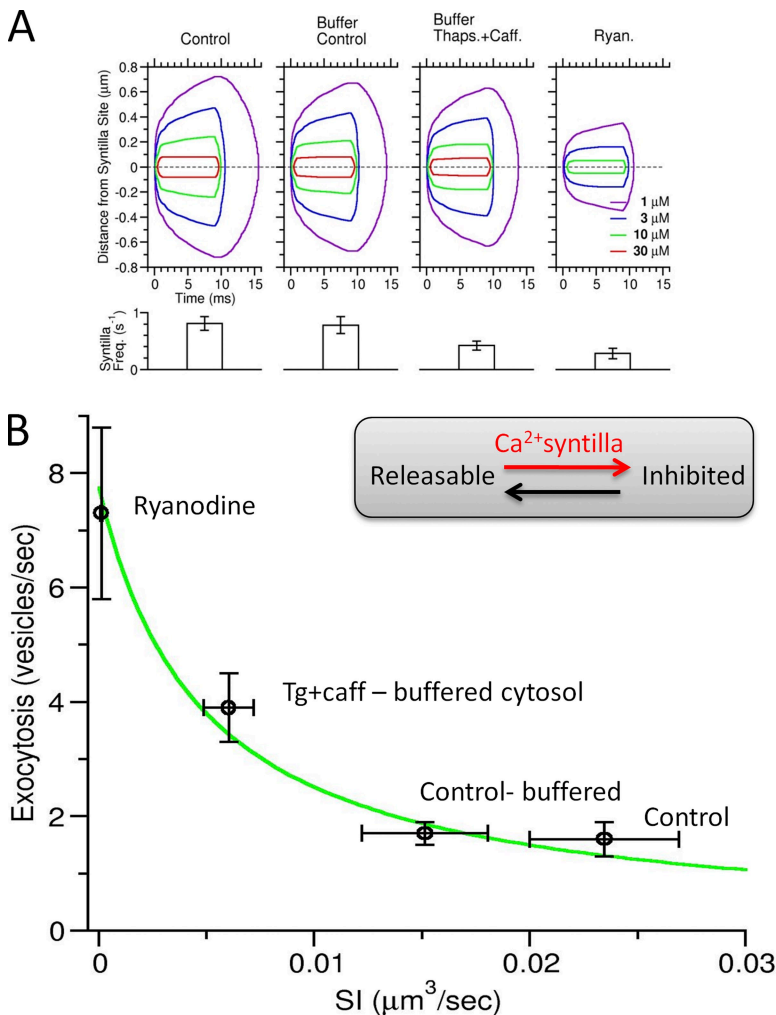 A
Control
Buffer
Control
Buffer
Thaps.+Caff.
Ryan.
Distance from Syntilla Site (μm)
0.8
0.6
0.4
0.2
0
-0.2
-0.4
-0.6
-0.8
1 μM
3 μM
10 μM
30 μM
0 5 10 15
0 5 10 15
0 5 10 15
0 5 10 15
Time (ms)
Syntilla
Freq. (s⁻¹)
1
0
B
Exocytosis (vesicles/sec)
8
6
4
2
0
Ca²⁺syntilla
Releasable
Inhibited
Ryanodine
Tg+caff – buffered cytosol
Control- buffered
Control
0 0.01 0.02 0.03
SI (μm³/sec)